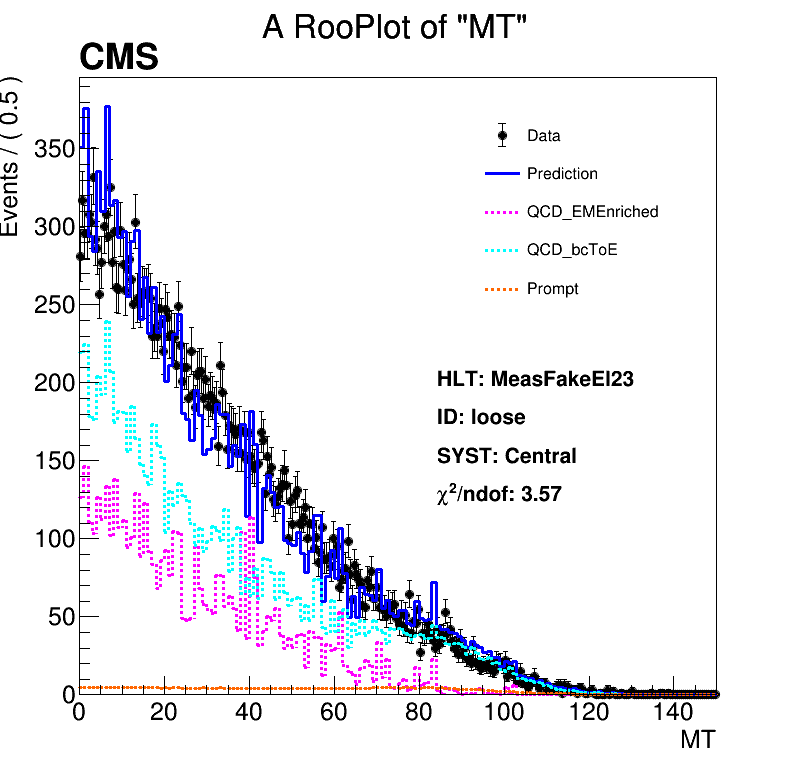 A RooPlot of "MT"
CMS
Events / ( 0.5 )
350
300
250
200
150
100
50
0
0 20 40 60 80 100 120 140
MT
Data
Prediction
QCD_EMEnriched
QCD_bcToE
Prompt
HLT: MeasFakeEl23
ID: loose
SYST: Central
χ²/ndof: 3.57